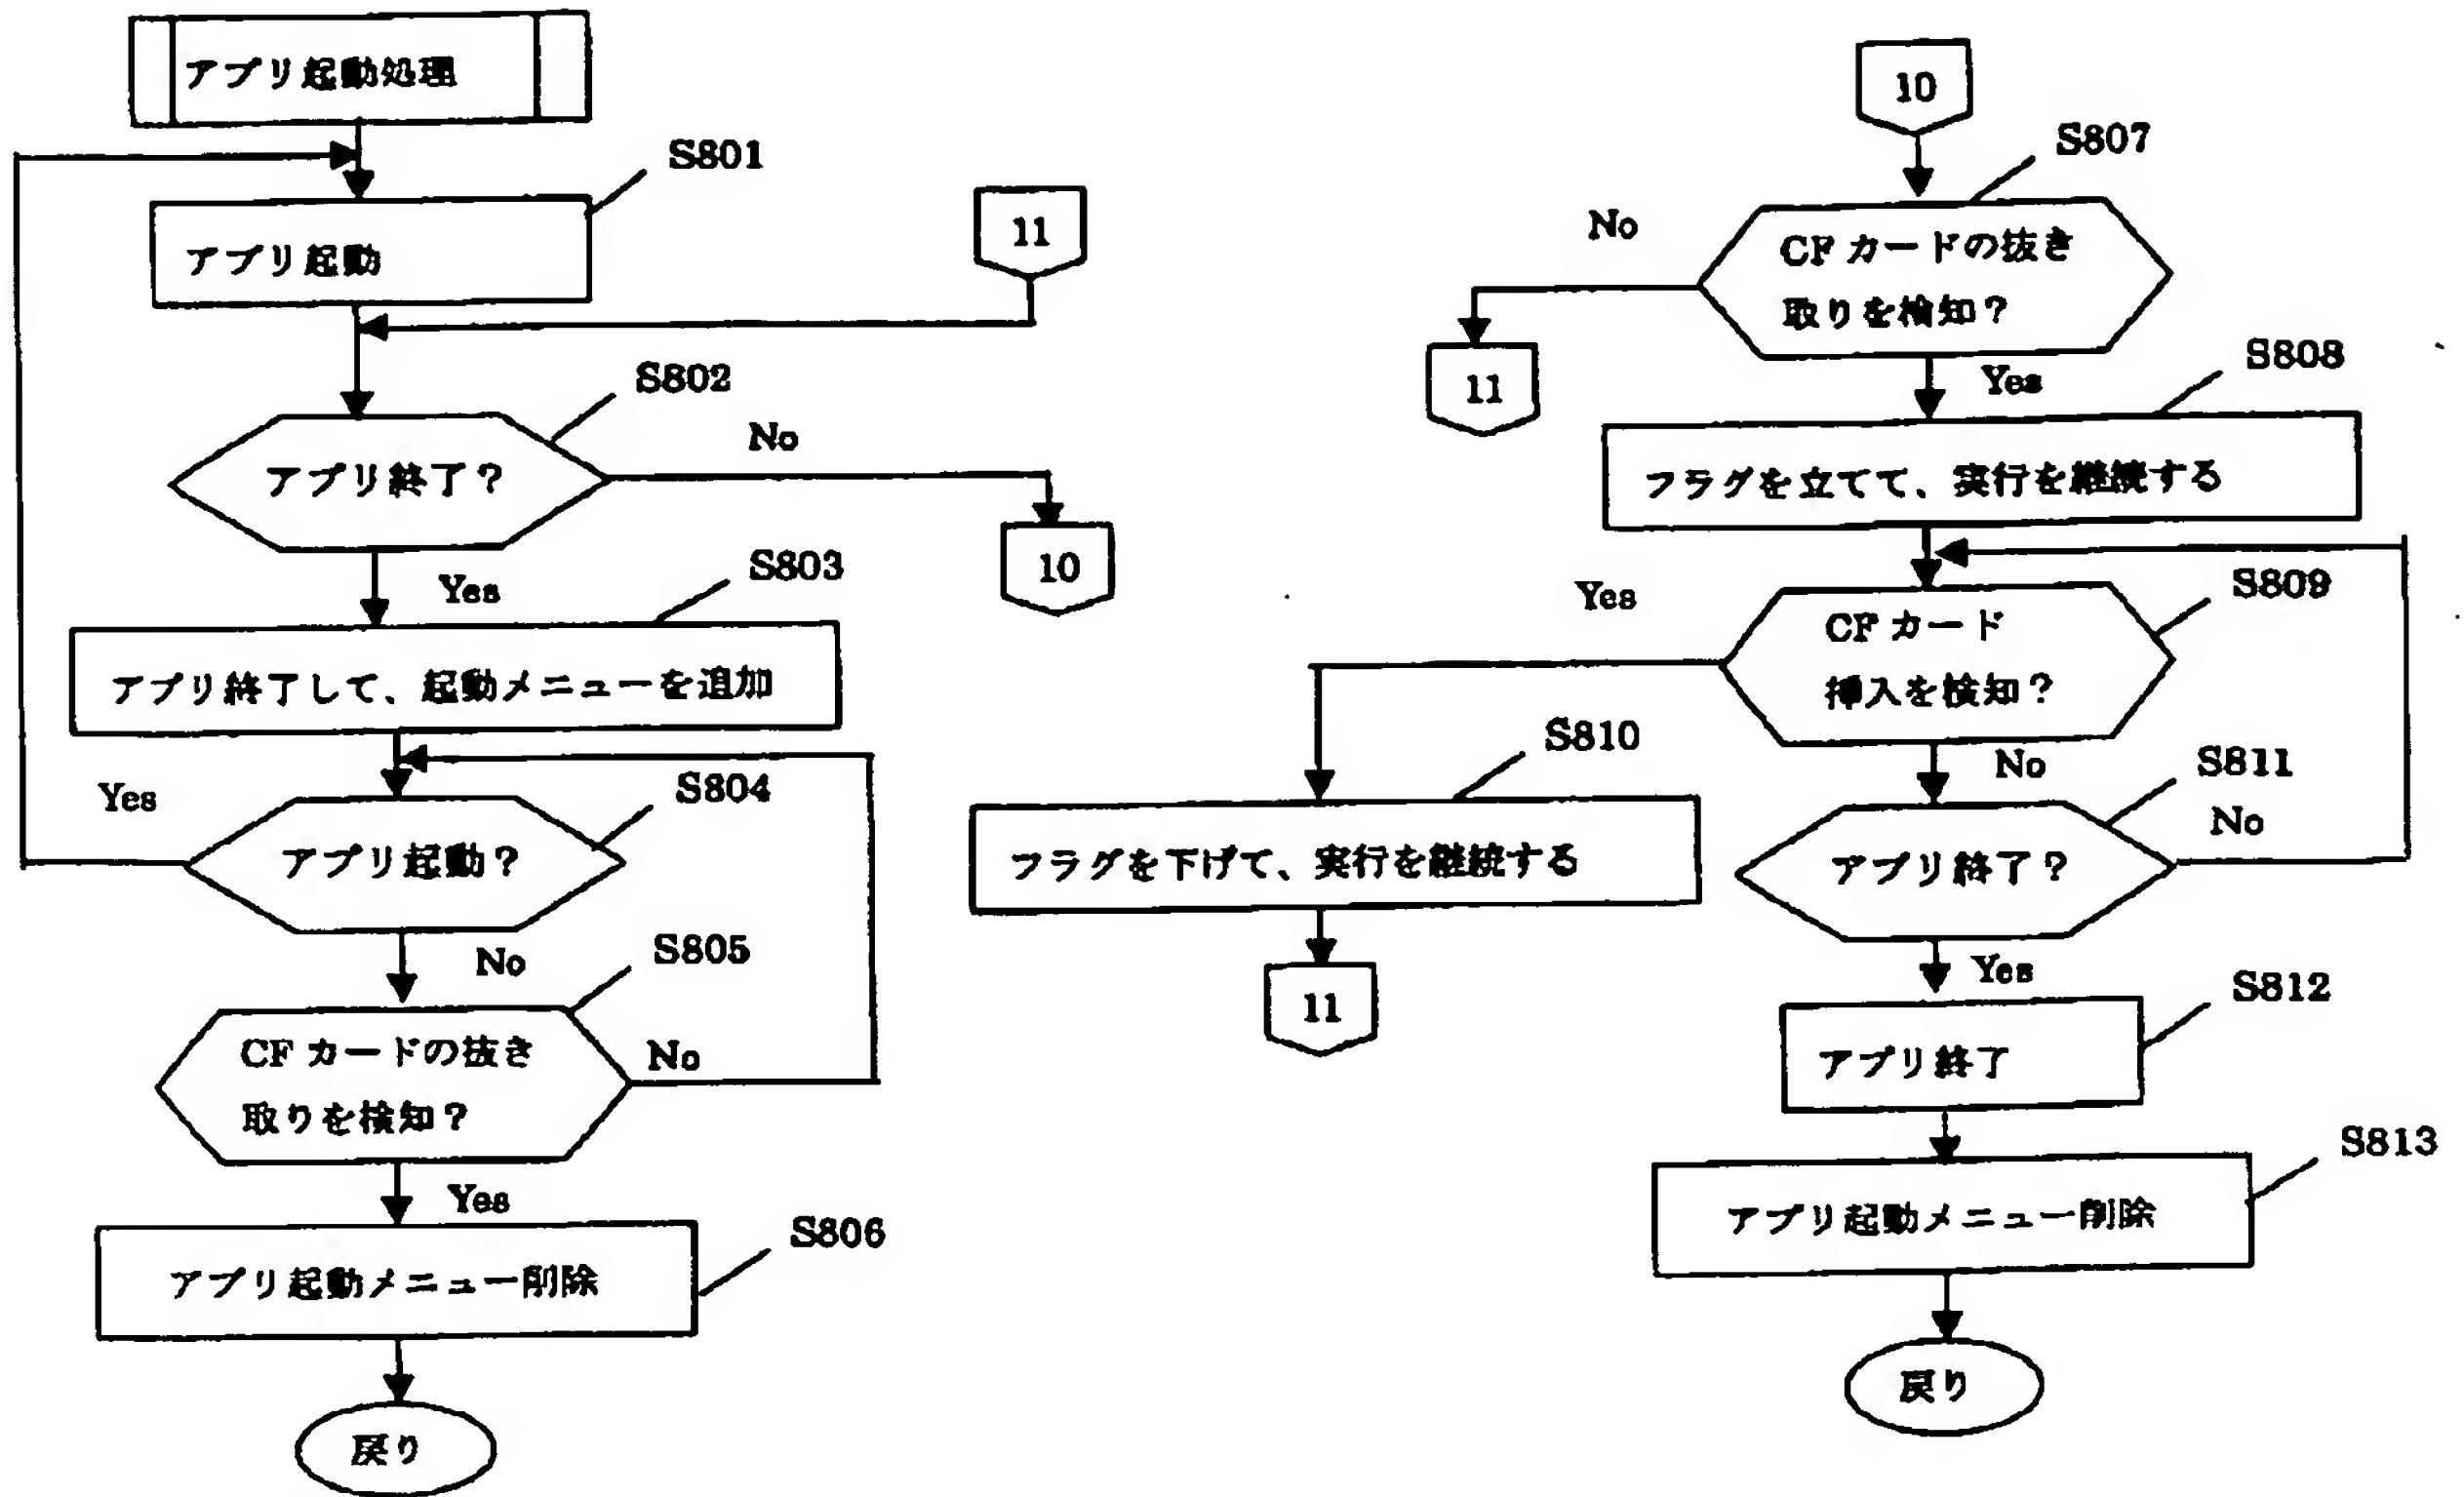 アプリ起動処理
S801
アプリ起動
11
S802
アプリ終了？
No
10
Yes
S803
アプリ終了して、起動メニューを追加
Yes
S804
アプリ起動？
No
S805
CFカードの抜き
取りを検知？
No
Yes
S806
アプリ起動メニュー削除
戻り
10
S807
No
CFカードの抜き
取りを検知？
11
Yes
S808
フラグを立てて、実行を継続する
Yes
S809
CFカード
挿入を検知？
S810
フラグを下げて、実行を継続する
11
No
S811
No
アプリ終了？
Yes
S812
アプリ終了
S813
アプリ起動メニュー削除
戻り